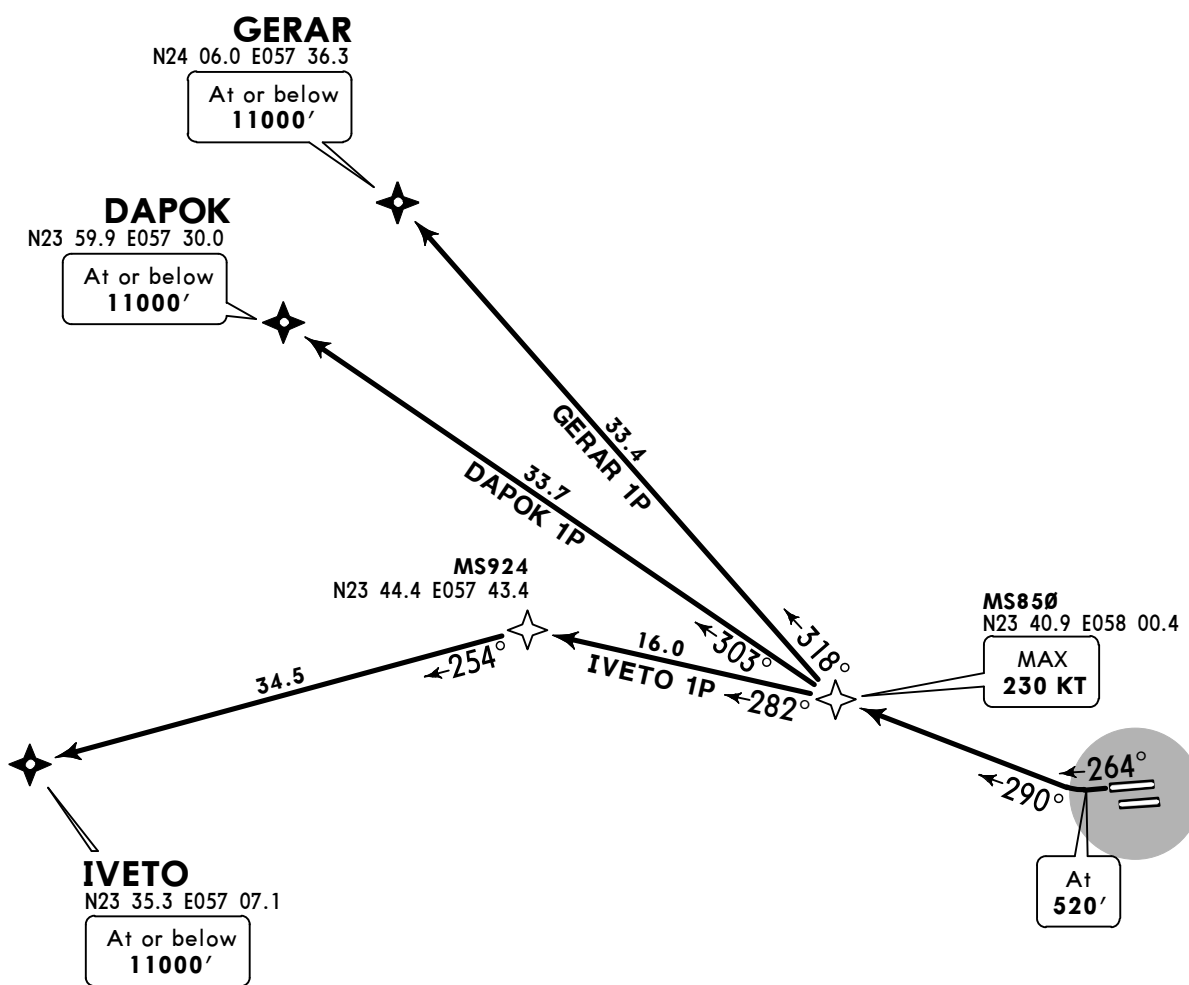 GERAR
N24 06.0 E057 36.3
At or below
11000′
DAPOK
N23 59.9 E057 30.0
At or below
11000′
33.4
GERAR 1P
33.7
DAPOK 1P
MS924
N23 44.4 E057 43.4
MS85Ø
N23 40.9 E058 00.4
MAX
230 KT
318°
303°
16.0
IVETO 1P
282°
254°
34.5
264°
290°
At
520′
IVETO
N23 35.3 E057 07.1
At or below
11000′